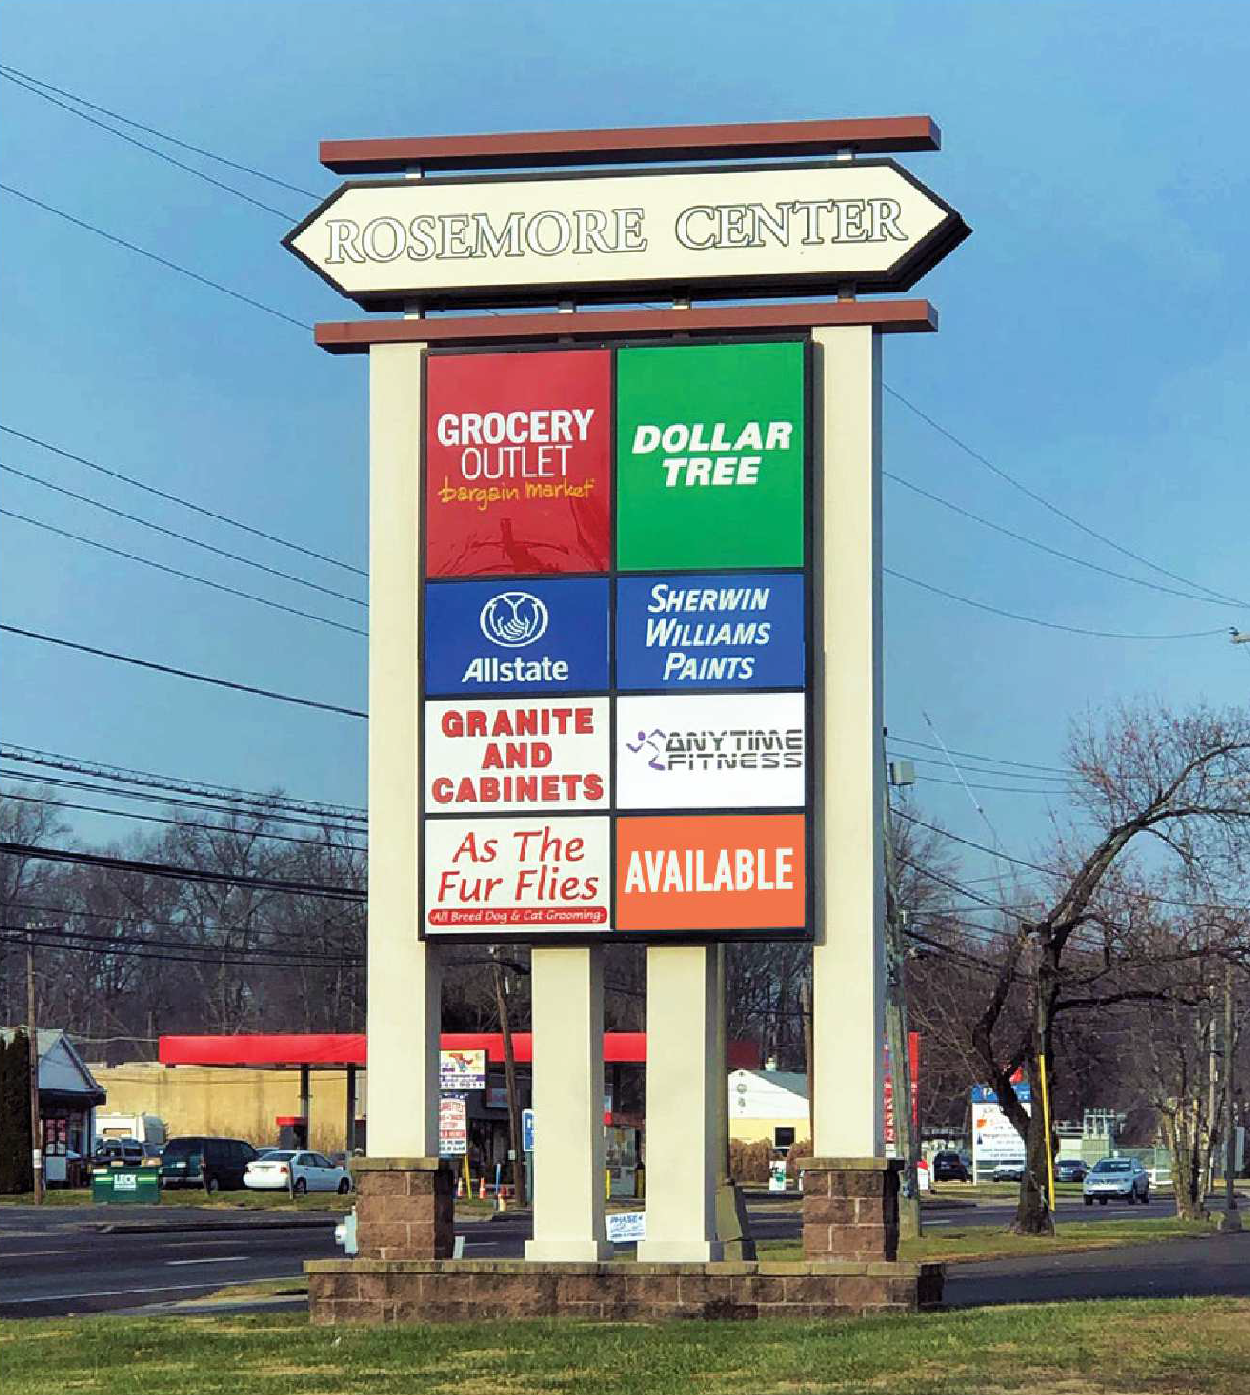 ROSEMORE CENTER
GROCERY
OUTLET
bargain market
DOLLAR
TREE
Allstate
SHERWIN
WILLIAMS
PAINTS
GRANITE
AND
CABINETS
ANYTIME
FITNESS
As The
Fur Flies
All Breed Dog & Cat Grooming
AVAILABLE
LECK